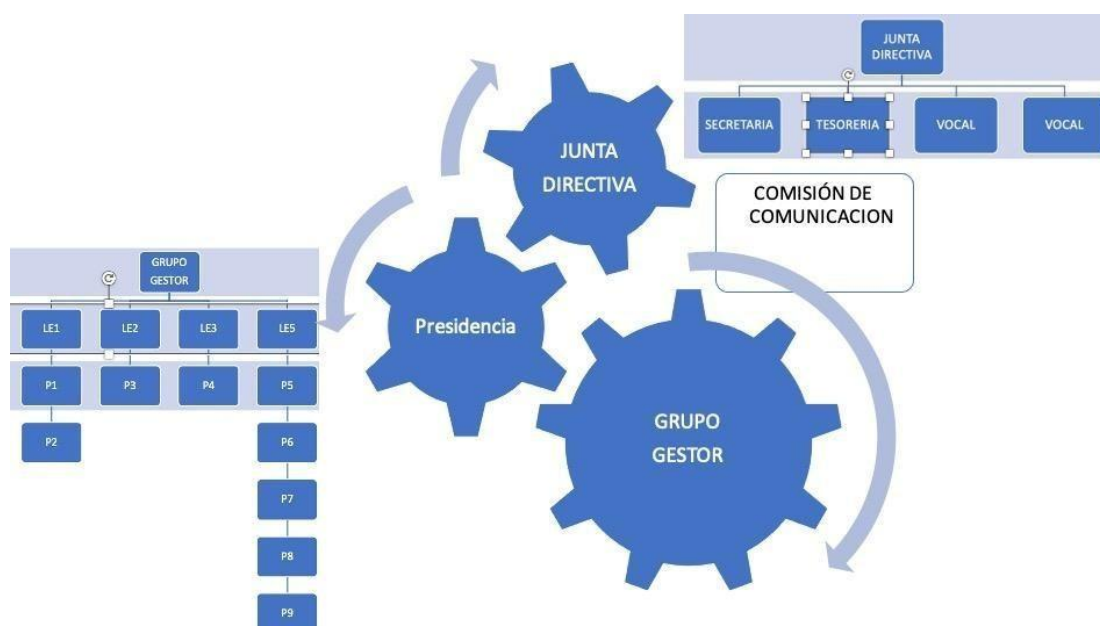 JUNTA
DIRECTIVA
SECRETARIA
TESORERIA
VOCAL
VOCAL
JUNTA
DIRECTIVA
COMISIÓN DE
COMUNICACION
GRUPO
GESTOR
LE1
LE2
LE3
LE5
P1
P3
P4
P5
P2
P6
P7
P8
P9
Presidencia
GRUPO
GESTOR